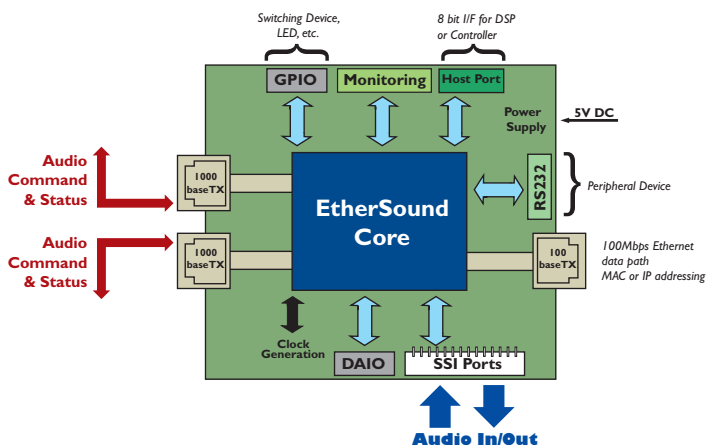 Switching Device,
LED, etc.
8 bit I/F for DSP
or Controller
GPIO
Monitoring
Host Port
Power
Supply
5V DC
Audio
Command
& Status
1000
baseTX
EtherSound
Core
RS232
Peripheral Device
Audio
Command
& Status
1000
baseTX
100
baseTX
100Mbps Ethernet
data path
MAC or IP addressing
Clock
Generation
DAIO
SSI Ports
Audio In/Out